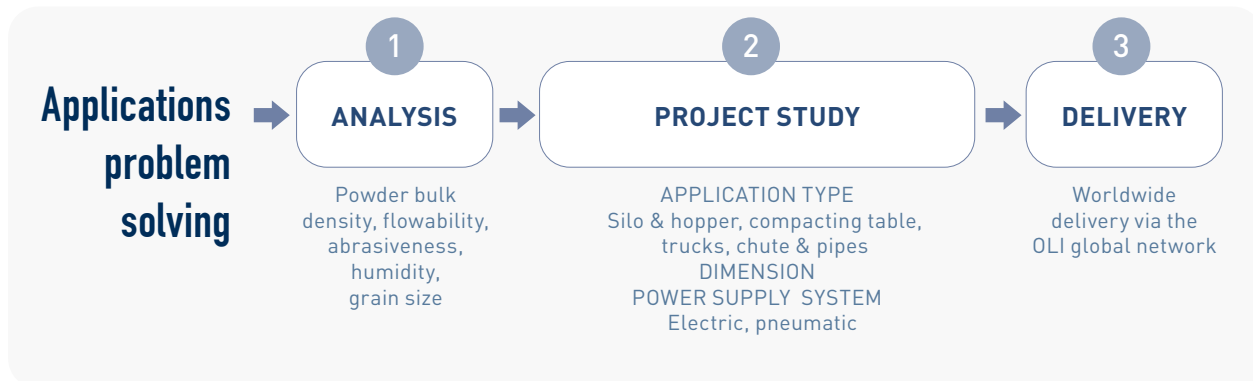 Applications
problem
solving
1
ANALYSIS
Powder bulk
density, flowability,
abrasiveness,
humidity,
grain size
2
PROJECT STUDY
APPLICATION TYPE
Silo & hopper, compacting table,
trucks, chute & pipes
DIMENSION
POWER SUPPLY SYSTEM
Electric, pneumatic
3
DELIVERY
Worldwide
delivery via the
OLI global network